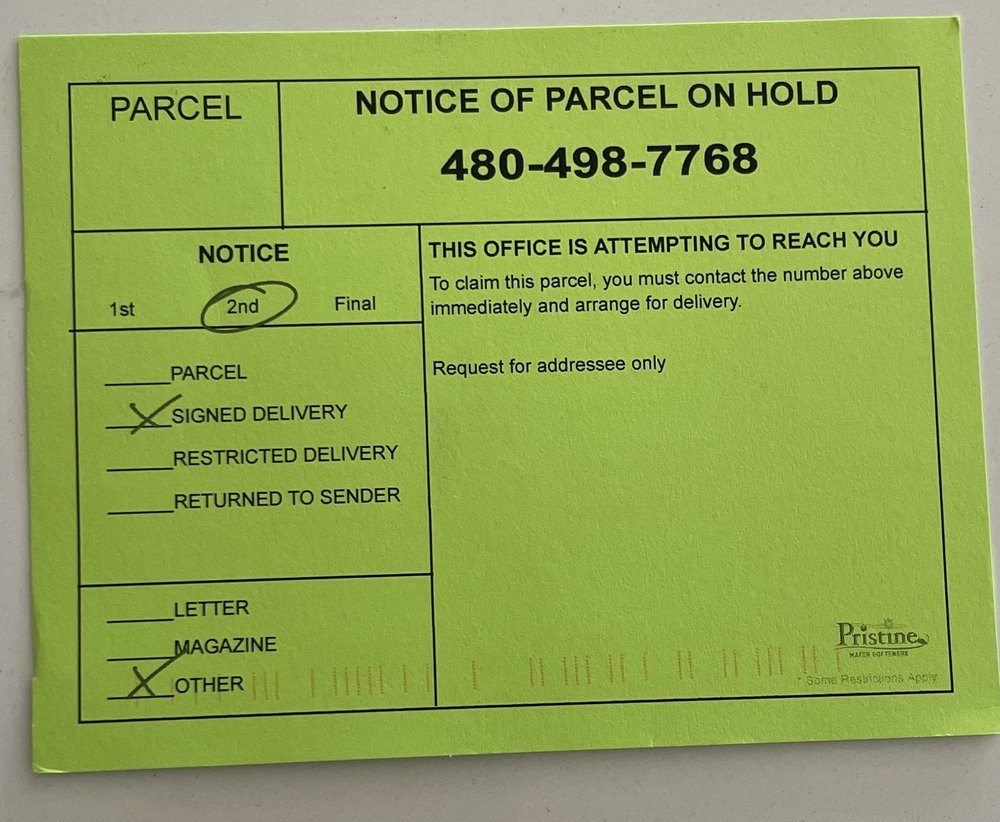 PARCEL
NOTICE OF PARCEL ON HOLD
480-498-7768
NOTICE
1st 2nd Final
PARCEL
X SIGNED DELIVERY
RESTRICTED DELIVERY
RETURNED TO SENDER
LETTER
MAGAZINE
X OTHER
THIS OFFICE IS ATTEMPTING TO REACH YOU
To claim this parcel, you must contact the number above
immediately and arrange for delivery.
Request for addressee only
Pristine
WATER SOFTENERS
* Some Restrictions Apply